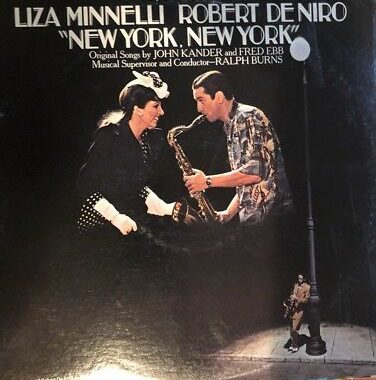 LIZA MINNELLI ROBERT DE NIRO
"NEW YORK, NEW YORK"
Original Songs by JOHN KANDER and FRED EBB
Musical Supervisor and Conductor—RALPH BURNS